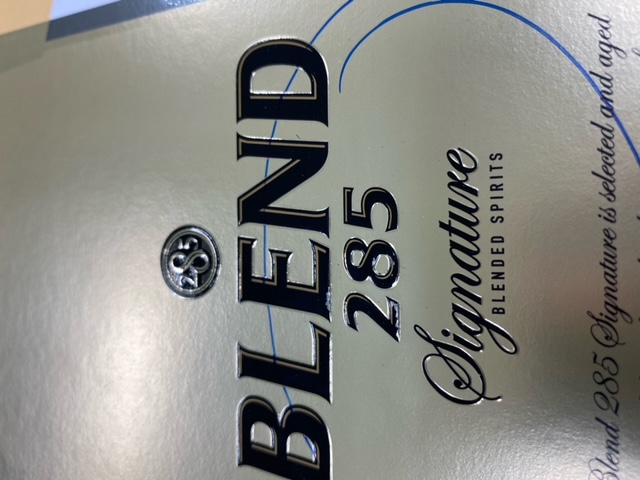 285
BLEND
285
Signature
BLENDED SPIRITS
Blend 285 Signature is selected and aged